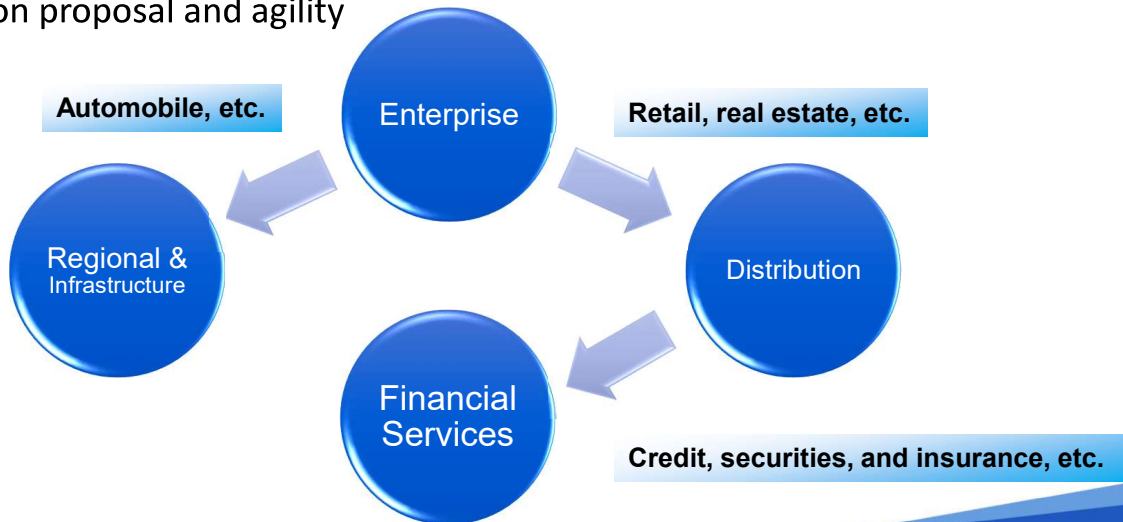 on proposal and agility
Automobile, etc.
Enterprise
Retail, real estate, etc.
Regional &
Infrastructure
Distribution
Financial
Services
Credit, securities, and insurance, etc.